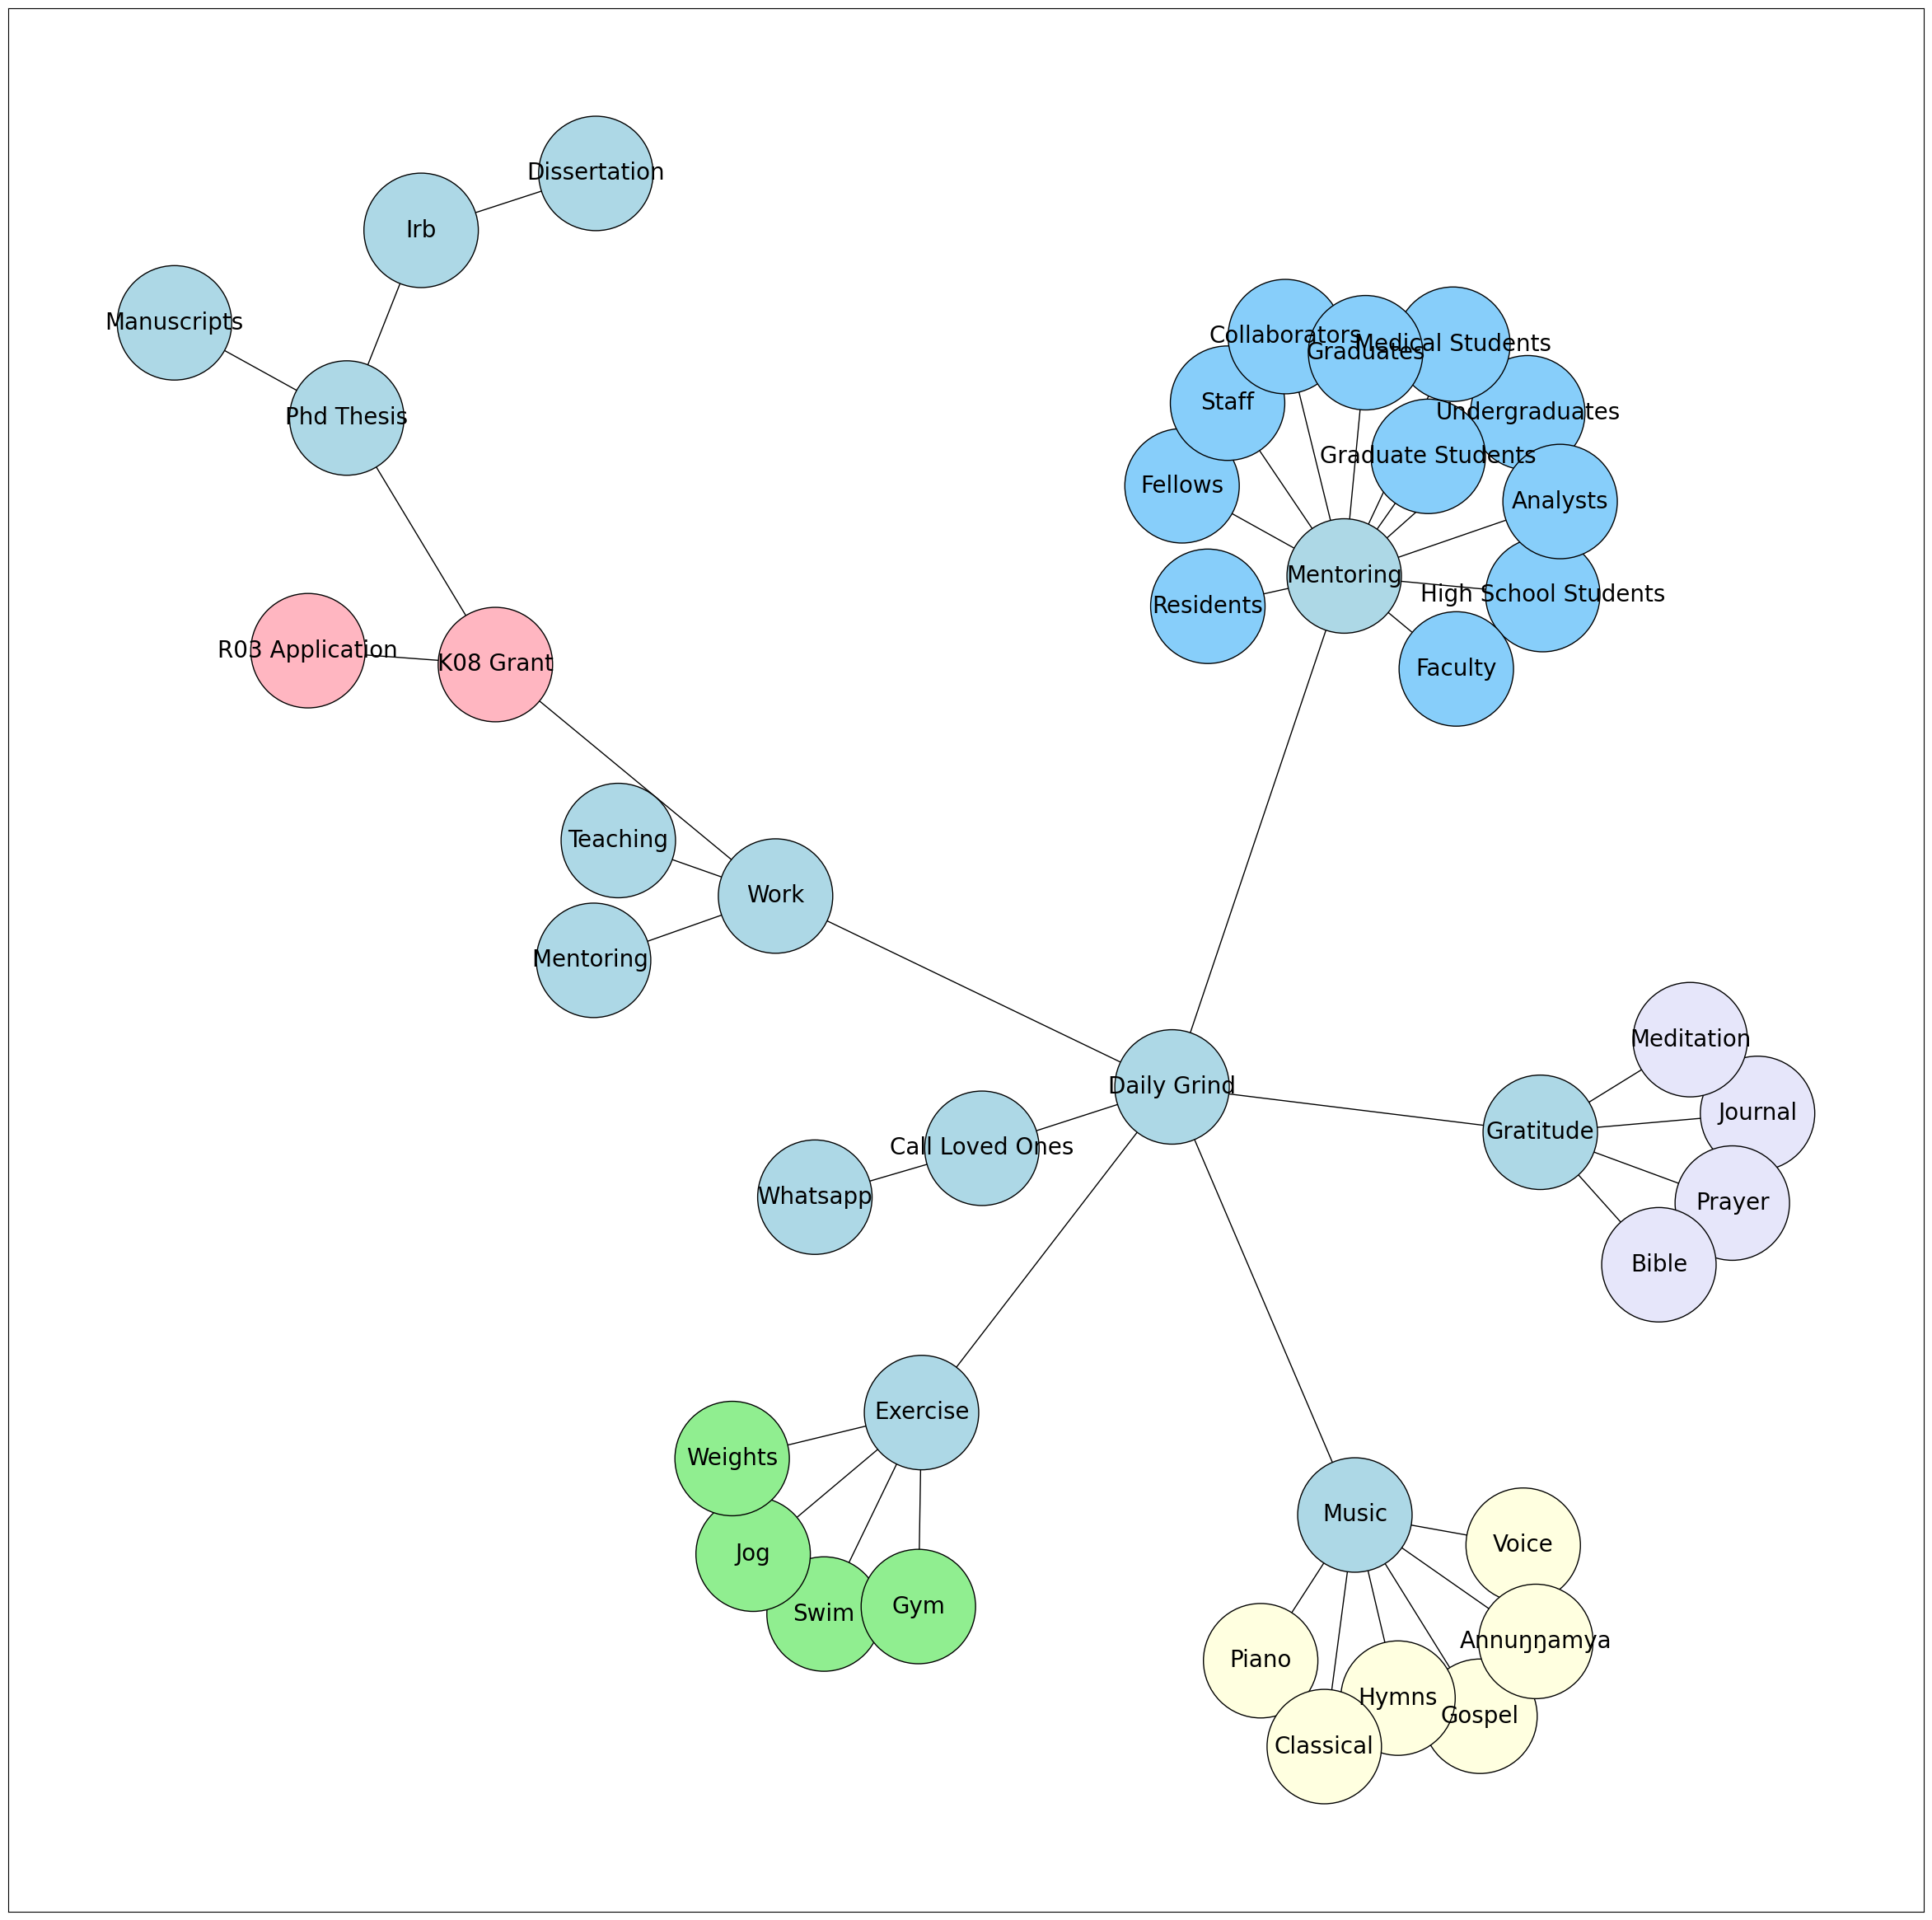 Dissertation
Irb
Manuscripts
Phd Thesis
R03 Application
K08 Grant
Teaching
Work
Mentoring
Collaborators
Graduates
Medical Students
Staff
Undergraduates
Graduate Students
Fellows
Analysts
Mentoring
High School Students
Residents
Faculty
Daily Grind
Call Loved Ones
Whatsapp
Meditation
Journal
Gratitude
Prayer
Bible
Exercise
Weights
Jog
Swim
Gym
Music
Voice
Annuŋŋamya
Piano
Hymns
Gospel
Classical